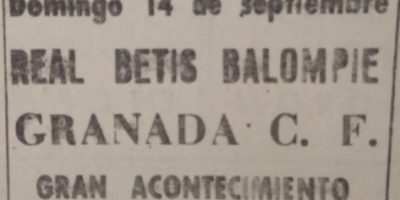 Domingo 14 de septiembre
REAL BETIS BALOMPIE
GRANADA C. F.
GRAN ACONTECIMIENTO